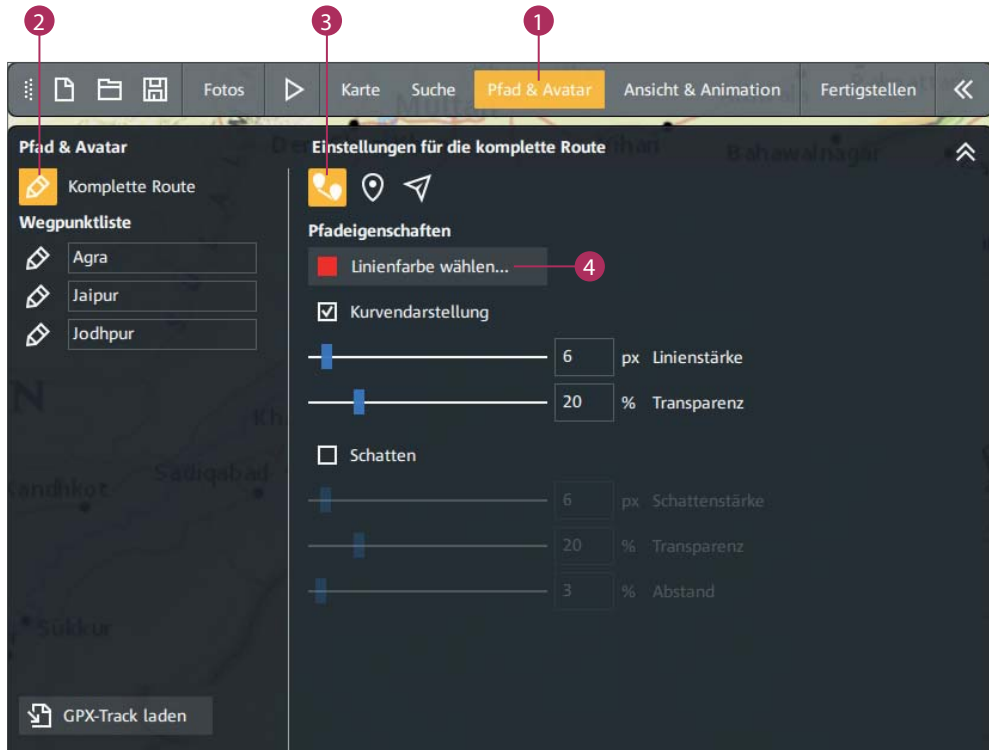 2 3 1
Fotos Karte Suche Pfad & Avatar Ansicht & Animation Fertigstellen
Pfad & Avatar
Komplette Route
Wegpunktliste
Agra
Jaipur
Jodhpur
GPX-Track laden
Einstellungen für die komplette Route
Pfadeigenschaften
Linienfarbe wählen... 4
Kurvendarstellung
6 px Linienstärke
20 % Transparenz
Schatten
6 px Schattenstärke
20 % Transparenz
3 % Abstand
Multan
Bahawalnagar
Sadiqabad
Kandhkot
Sukkur